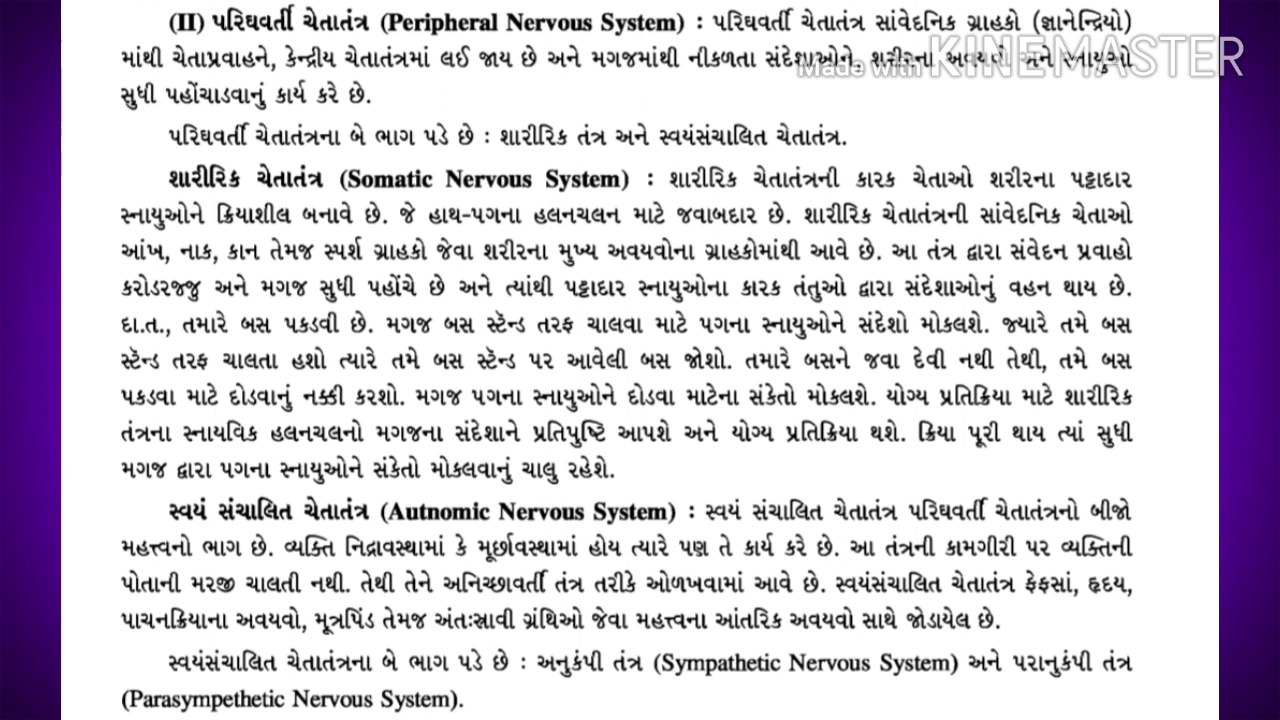 (II) પરિઘવર્તી ચેતાતંત્ર (Peripheral Nervous System) : પરિઘવર્તી ચેતાતંત્ર સાંવેદનિક ગ્રાહકો (જ્ઞાનેન્દ્રિયો)
માંથી ચેતાપ્રવાહને, કેન્દ્રીય ચેતાતંત્રમાં લઈ જાય છે અને મગજમાંથી નીકળતા સંદેશાઓને, શરીરના અવયવો અને સ્નાયુઓ
Made with KINEMASTER
સુધી પહોંચાડવાનું કાર્ય કરે છે.
પરિઘવર્તી ચેતાતંત્રના બે ભાગ પડે છે : શારીરિક તંત્ર અને સ્વયંસંચાલિત ચેતાતંત્ર.
શારીરિક ચેતાતંત્ર (Somatic Nervous System) : શારીરિક ચેતાતંત્રની કારક ચેતાઓ શરીરના પટ્ટાદાર
સ્નાયુઓને ક્રિયાશીલ બનાવે છે. જે હાથ-પગના હલનચલન માટે જવાબદાર છે. શારીરિક ચેતાતંત્રની સાંવેદનિક ચેતાઓ
આંખ, નાક, કાન તેમજ સ્પર્શ ગ્રાહકો જેવા શરીરના મુખ્ય અવયવોના ગ્રાહકોમાંથી આવે છે. આ તંત્ર દ્વારા સંવેદન પ્રવાહો
કરોડરજ્જુ અને મગજ સુધી પહોંચે છે અને ત્યાંથી પટ્ટાદાર સ્નાયુઓના કારક તંતુઓ દ્વારા સંદેશાઓનું વહન થાય છે.
દા.ત., તમારે બસ પકડવી છે. મગજ બસ સ્ટૅન્ડ તરફ ચાલવા માટે પગના સ્નાયુઓને સંદેશો મોકલશે. જ્યારે તમે બસ
સ્ટૅન્ડ તરફ ચાલતા હશો ત્યારે તમે બસ સ્ટૅન્ડ પર આવેલી બસ જોશો. તમારે બસને જવા દેવી નથી તેથી, તમે બસ
પકડવા માટે દોડવાનું નક્કી કરશો. મગજ પગના સ્નાયુઓને દોડવા માટેના સંકેતો મોકલશે. યોગ્ય પ્રતિક્રિયા માટે શારીરિક
તંત્રના સ્નાયવિક હલનચલનો મગજના સંદેશાને પ્રતિપુષ્ટિ આપશે અને યોગ્ય પ્રતિક્રિયા થશે. ક્રિયા પૂરી થાય ત્યાં સુધી
મગજ દ્વારા પગના સ્નાયુઓને સંકેતો મોકલવાનું ચાલુ રહેશે.
સ્વયં સંચાલિત ચેતાતંત્ર (Autnomic Nervous System) : સ્વયં સંચાલિત ચેતાતંત્ર પરિઘવર્તી ચેતાતંત્રનો બીજો
મહત્ત્વનો ભાગ છે. વ્યક્તિ નિદ્રાવસ્થામાં કે મૂર્છાવસ્થામાં હોય ત્યારે પણ તે કાર્ય કરે છે. આ તંત્રની કામગીરી પર વ્યક્તિની
પોતાની મરજી ચાલતી નથી. તેથી તેને અનિચ્છાવર્તી તંત્ર તરીકે ઓળખવામાં આવે છે. સ્વયંસંચાલિત ચેતાતંત્ર ફેફસાં, હૃદય,
પાચનક્રિયાના અવયવો, મૂત્રપિંડ તેમજ અંતઃસ્રાવી ગ્રંથિઓ જેવા મહત્ત્વના આંતરિક અવયવો સાથે જોડાયેલ છે.
સ્વયંસંચાલિત ચેતાતંત્રના બે ભાગ પડે છે : અનુકંપી તંત્ર (Sympathetic Nervous System) અને પરાનુકંપી તંત્ર
(Parasympethetic Nervous System).